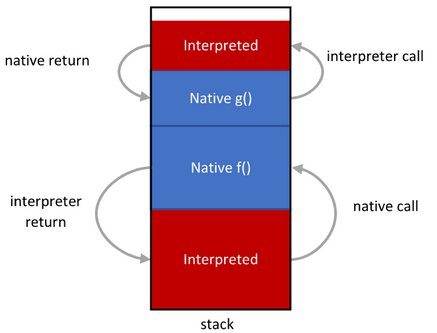 Interpreted
native return
interpreter call
Native g()
Native f()
interpreter
return
native call
Interpreted
stack